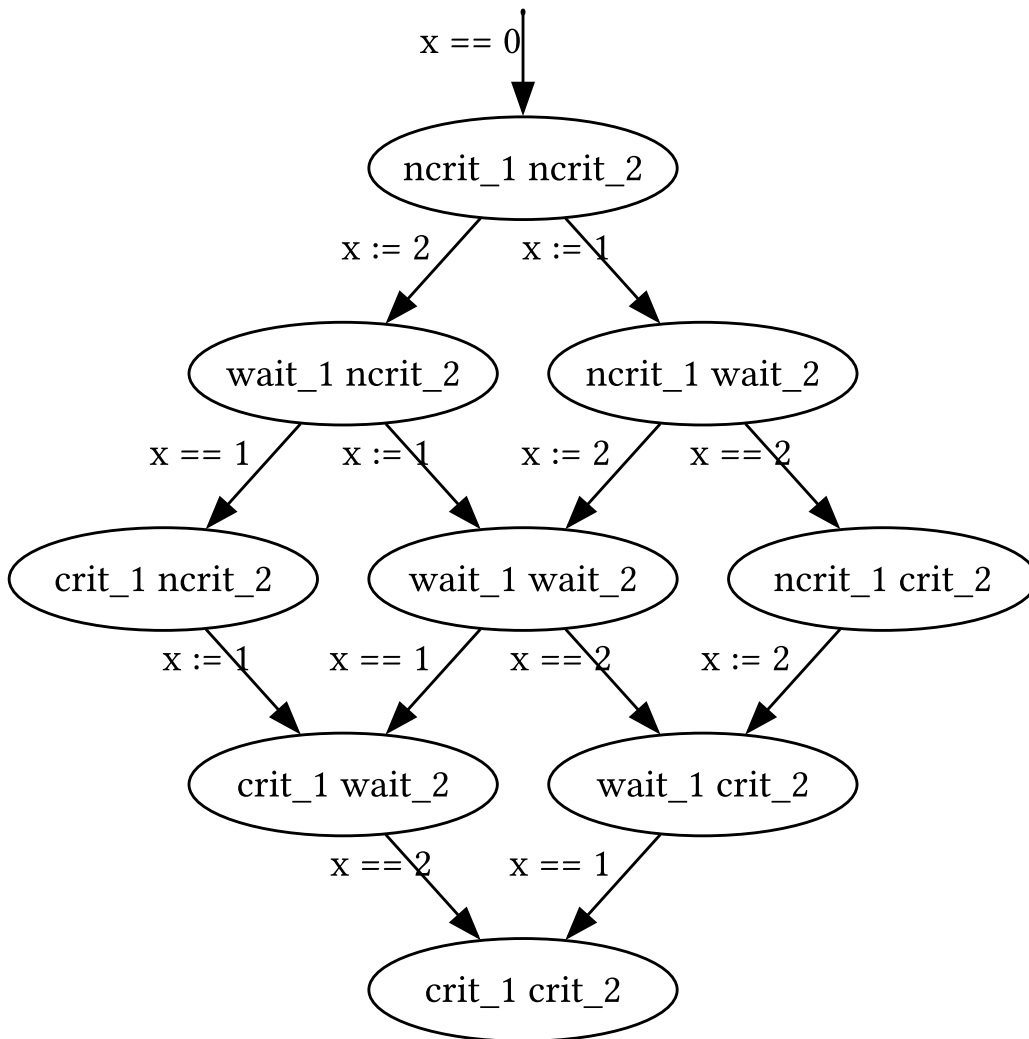 x == 0
ncrit_1 ncrit_2
x := 2
x := 1
wait_1 ncrit_2
ncrit_1 wait_2
x == 1
x := 1
x := 2
x == 2
crit_1 ncrit_2
wait_1 wait_2
ncrit_1 crit_2
x := 1
x == 1
x == 2
x := 2
crit_1 wait_2
wait_1 crit_2
x == 2
x == 1
crit_1 crit_2